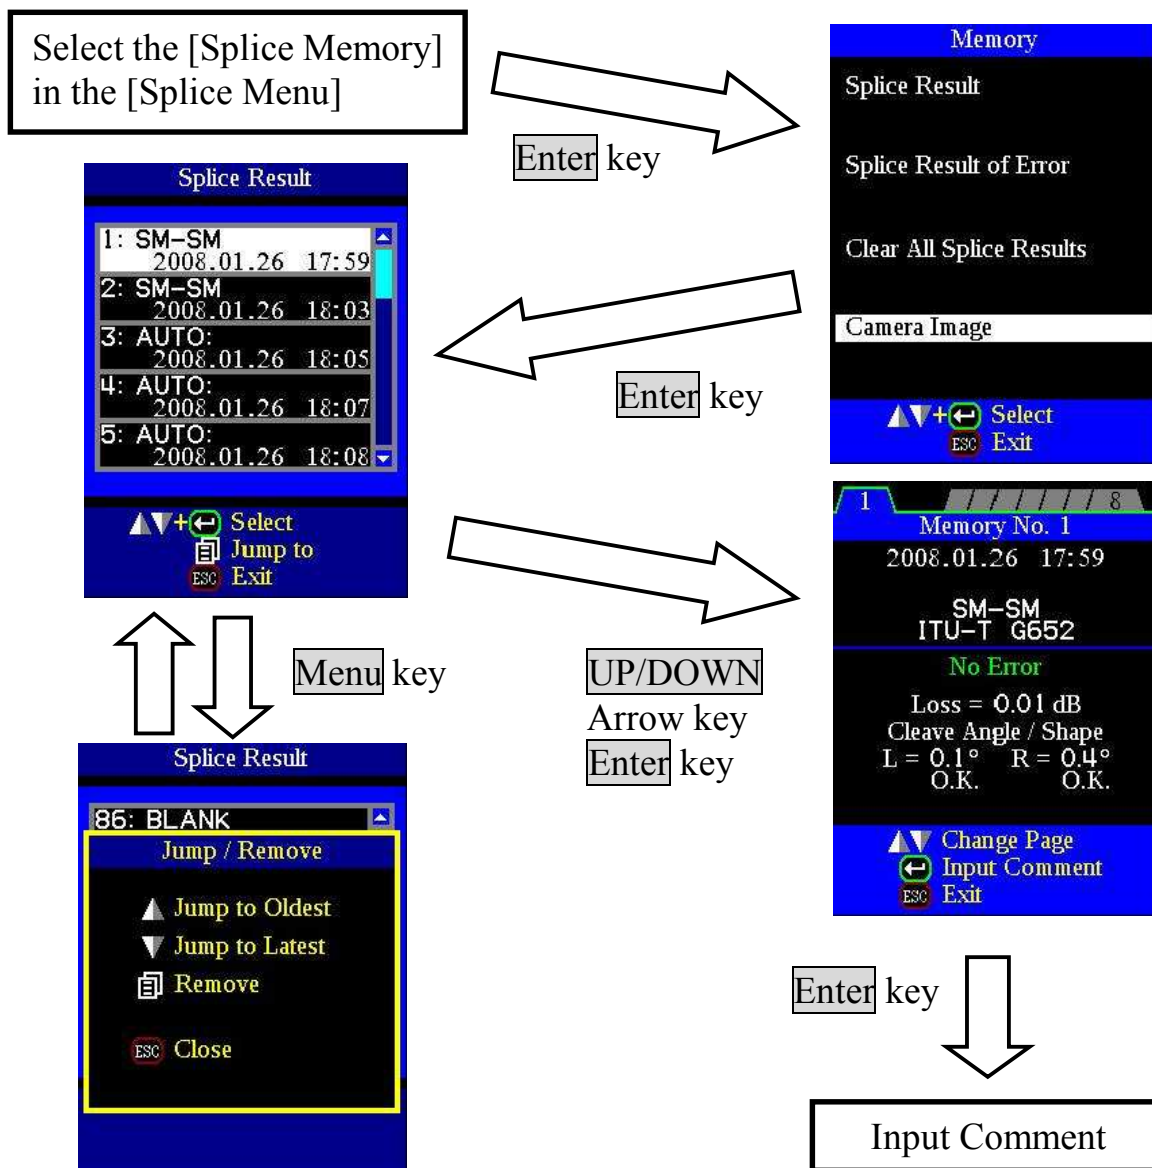 Select the [Splice Memory]
in the [Splice Menu]
Enter key
Memory
Splice Result
Splice Result of Error
Clear All Splice Results
Camera Image
+ Select
ESC Exit
Enter key
Splice Result
1: SM-SM
2008.01.26 17:59
2: SM-SM
2008.01.26 18:03
3: AUTO:
2008.01.26 18:05
4: AUTO:
2008.01.26 18:07
5: AUTO:
2008.01.26 18:08
+ Select
Jump to
ESC Exit
Menu key
UP/DOWN
Arrow key
Enter key
1 8
Memory No. 1
2008.01.26 17:59
SM-SM
ITU-T G652
No Error
Loss = 0.01 dB
Cleave Angle / Shape
L = 0.1° R = 0.4°
O.K. O.K.
Change Page
Input Comment
ESC Exit
Splice Result
86: BLANK
Jump / Remove
Jump to Oldest
Jump to Latest
Remove
ESC Close
Enter key
Input Comment